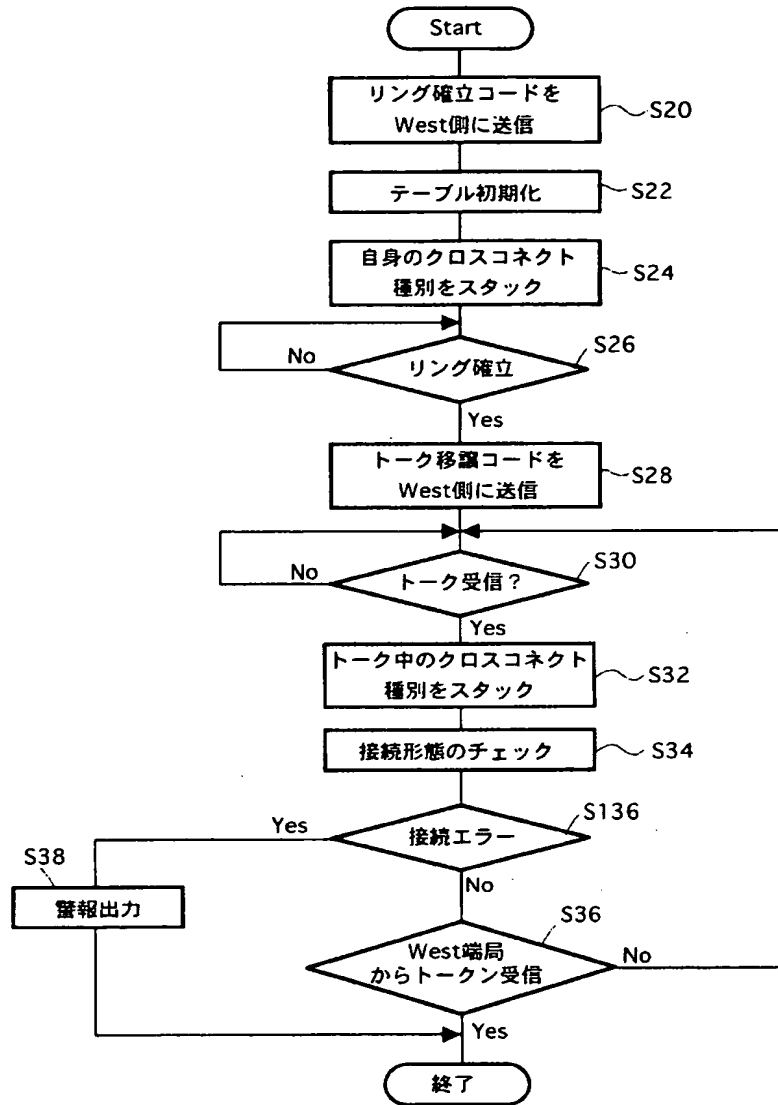 Start
リング確立コードを
West側に送信
S20
テーブル初期化
S22
自身のクロスコネクト
種別をスタック
S24
S26
No
リング確立
Yes
トーク移譲コードを
West側に送信
S28
S30
No
トーク受信？
Yes
トーク中のクロスコネクト
種別をスタック
S32
接続形態のチェック
S34
S136
Yes
接続エラー
No
S38
警報出力
S36
West端局
からトークン受信
No
Yes
終了